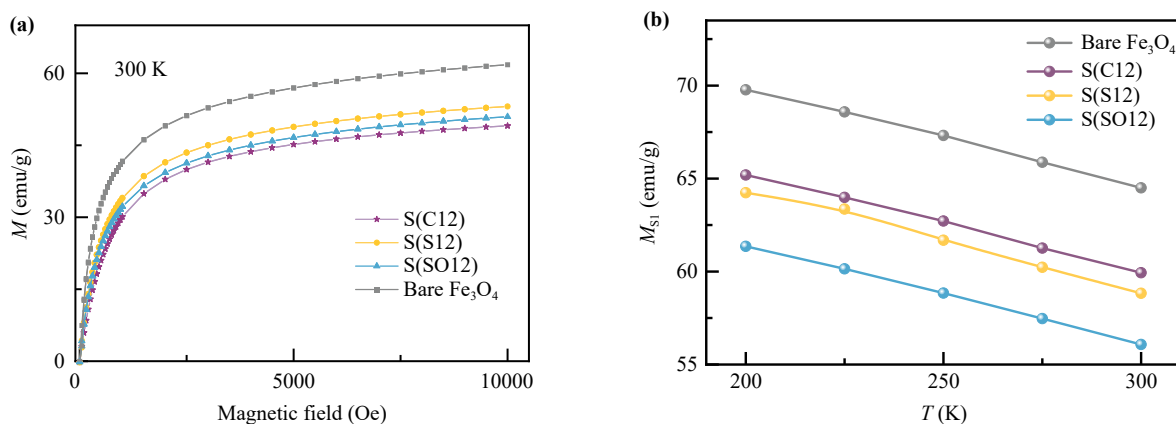 (a)
300 K
M (emu/g)
60
30
0
S(C12)
S(S12)
S(SO12)
Bare Fe₃O₄
0
5000
10000
Magnetic field (Oe)
(b)
Bare Fe₃O₄
S(C12)
S(S12)
S(SO12)
M_S1 (emu/g)
70
65
60
55
200
250
300
T (K)